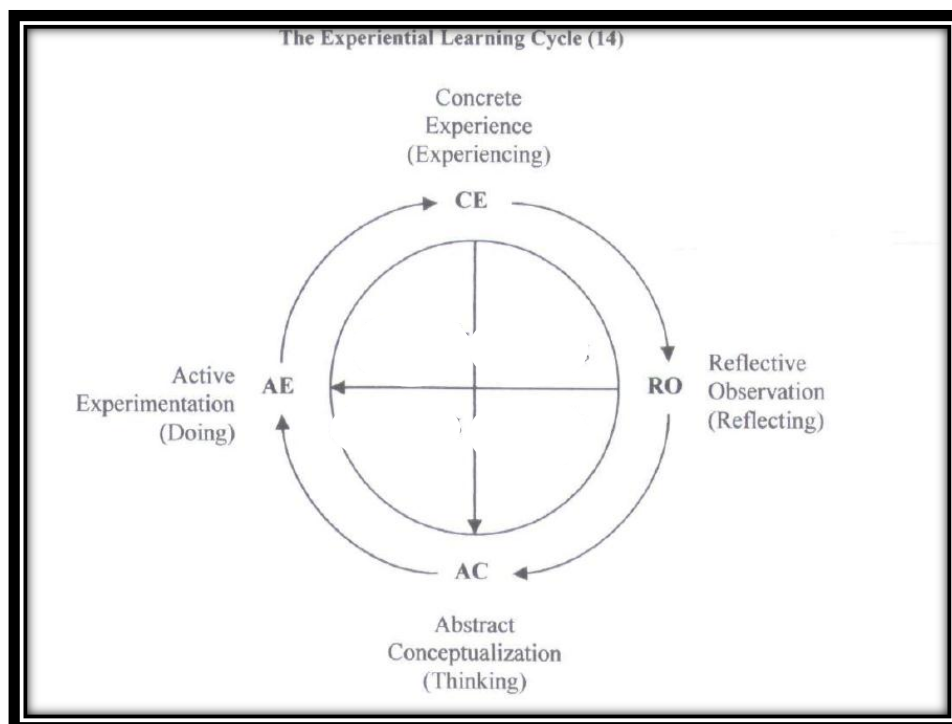 The Experiential Learning Cycle (14)
Concrete
Experience
(Experiencing)
CE
Active
Experimentation
(Doing)
AE
RO
Reflective
Observation
(Reflecting)
AC
Abstract
Conceptualization
(Thinking)